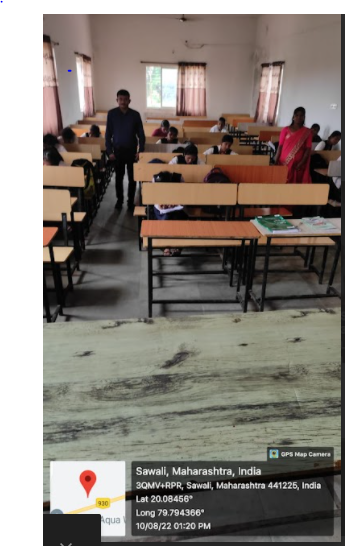 GPS Map Camera
Sawali, Maharashtra, India
3QMV+RPR, Sawali, Maharashtra 441225, India
Lat 20.08456°
Long 79.794366°
10/08/22 01:20 PM
930
Aqua